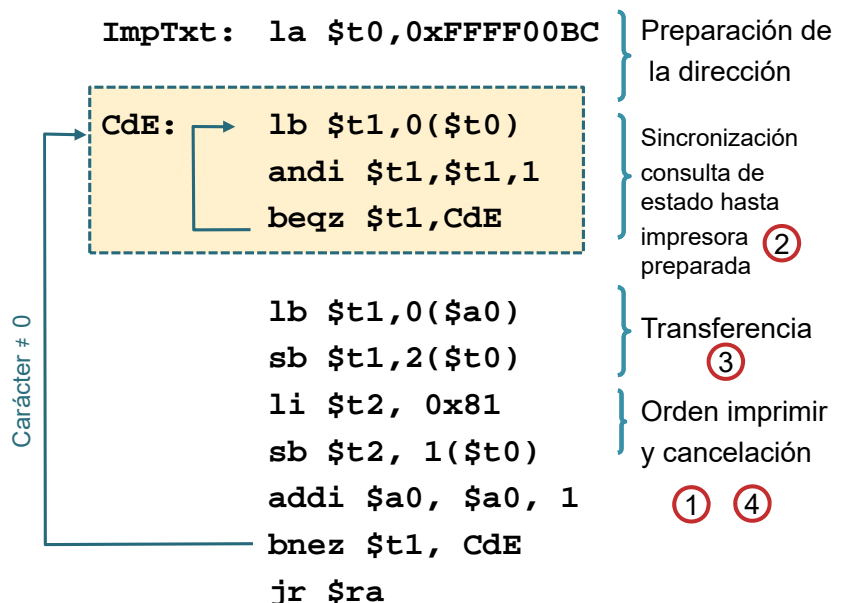 ImpTxt: la $t0,0xFFFF00BC
Preparación de
la dirección
CdE: lb $t1,0($t0)
andi $t1,$t1,1
beqz $t1,CdE
Sincronización
consulta de
estado hasta
impresora 2
preparada
lb $t1,0($a0)
sb $t1,2($t0)
Transferencia
3
li $t2, 0x81
sb $t2, 1($t0)
Orden imprimir
y cancelación
1 4
addi $a0, $a0, 1
bnez $t1, CdE
jr $ra
Carácter ≠ 0